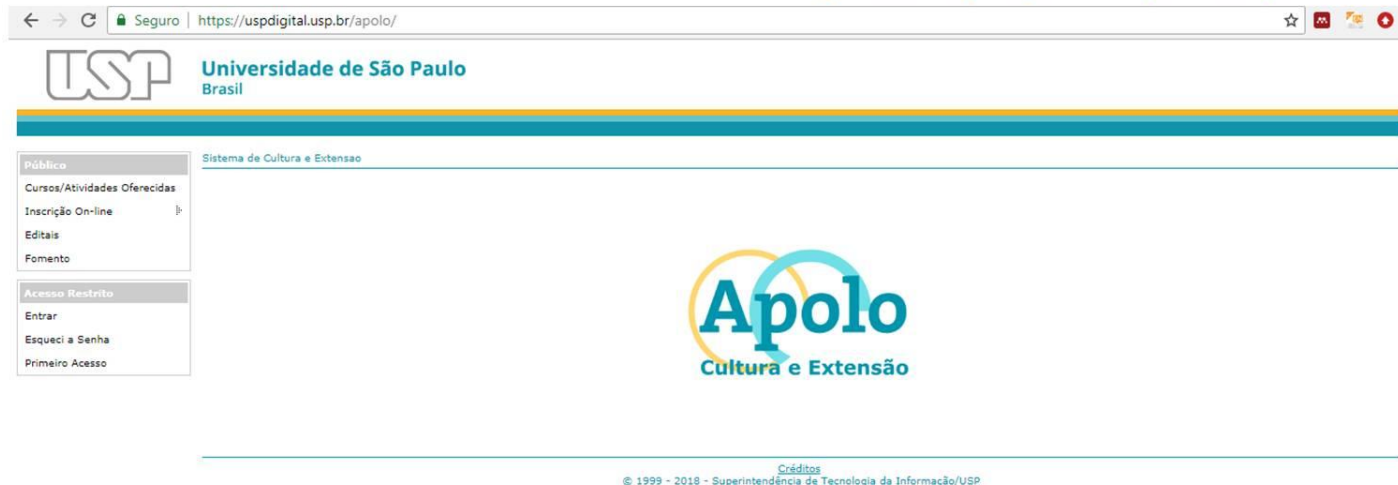 Seguro | https://uspdigital.usp.br/apolo/
USP
Universidade de São Paulo
Brasil
Público
Cursos/Atividades Oferecidas
Inscrição On-line
Editais
Fomento
Acesso Restrito
Entrar
Esqueci a Senha
Primeiro Acesso
Sistema de Cultura e Extensao
Apolo
Cultura e Extensão
Créditos
© 1999 - 2018 - Superintendência de Tecnologia da Informação/USP